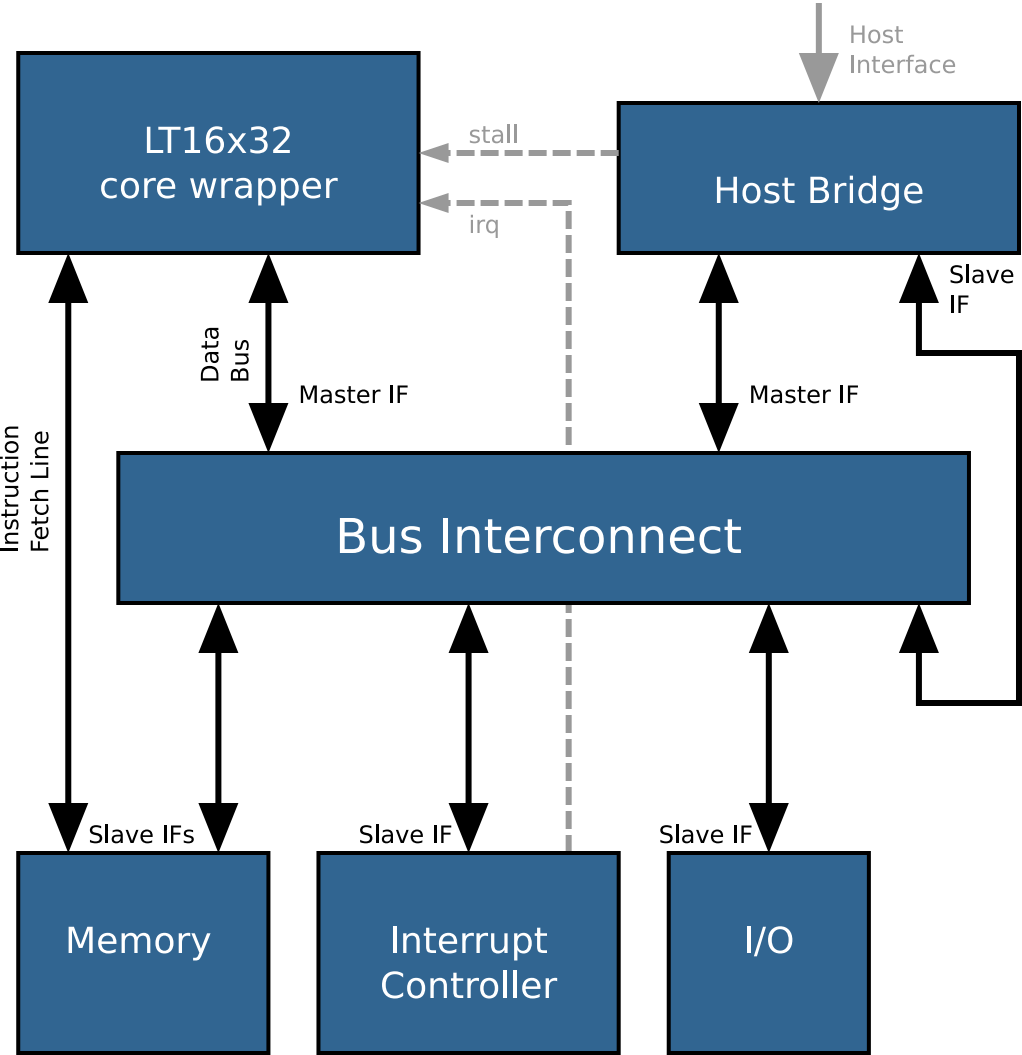 Host
Interface
LT16x32
core wrapper
stall
irq
Host Bridge
Slave
IF
Data
Bus
Master IF
Master IF
Instruction
Fetch Line
Bus Interconnect
Slave IFs
Slave IF
Slave IF
Memory
Interrupt
Controller
I/O